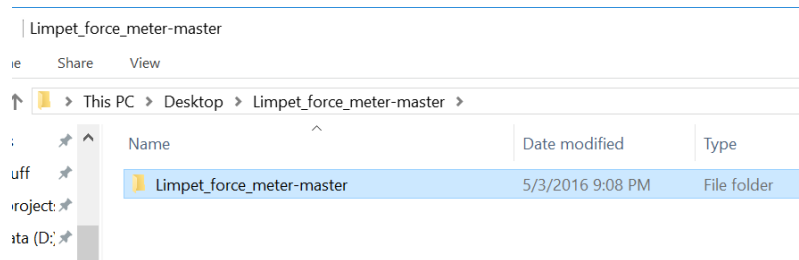 Limpet_force_meter-master
Share View
This PC > Desktop > Limpet_force_meter-master >
Name Date modified Type
Limpet_force_meter-master 5/3/2016 9:08 PM File folder
(D:)